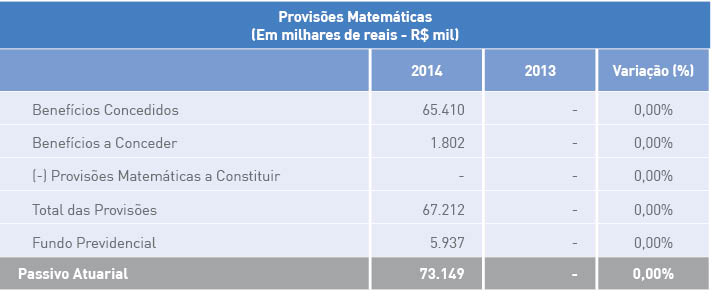 Provisões Matemáticas
(Em milhares de reais - R$ mil)
2014 2013 Variação (%)
Benefícios Concedidos 65.410 - 0,00%
Benefícios a Conceder 1.802 - 0,00%
(-) Provisões Matemáticas a Constituir - - 0,00%
Total das Provisões 67.212 - 0,00%
Fundo Previdencial 5.937 - 0,00%
Passivo Atuarial 73.149 - 0,00%